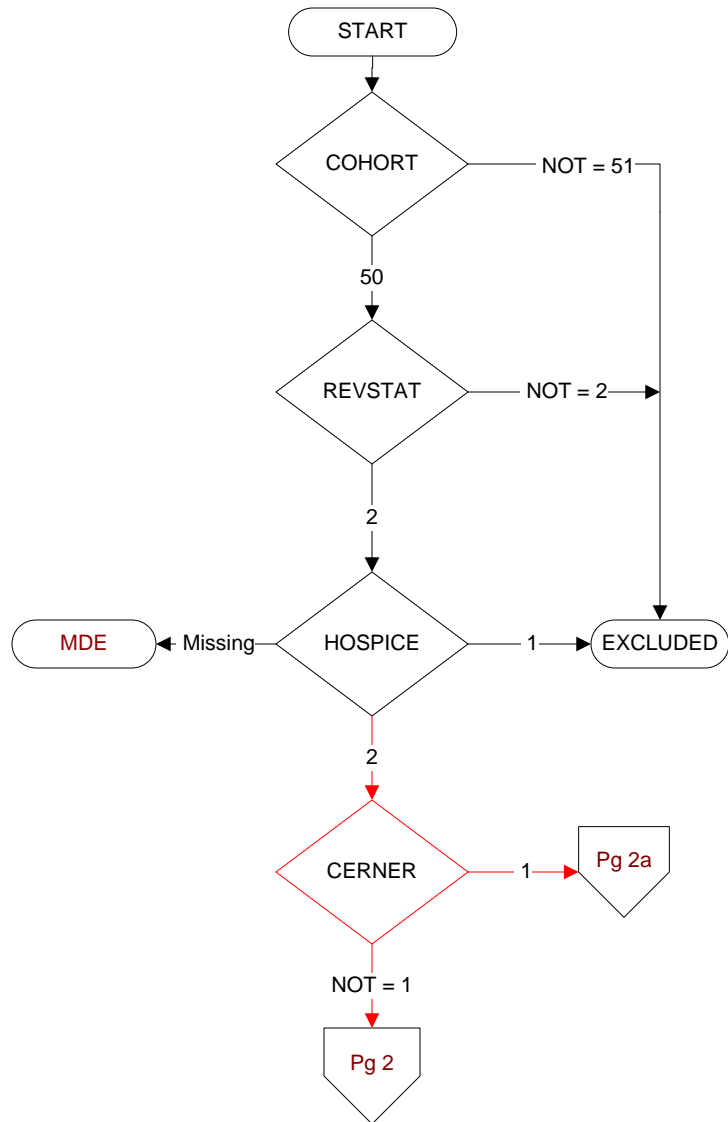 START
COHORT
NOT = 51
50
REVSTAT
NOT = 2
2
MDE
Missing
HOSPICE
1
EXCLUDED
2
CERNER
1
Pg 2a
NOT = 1
Pg 2